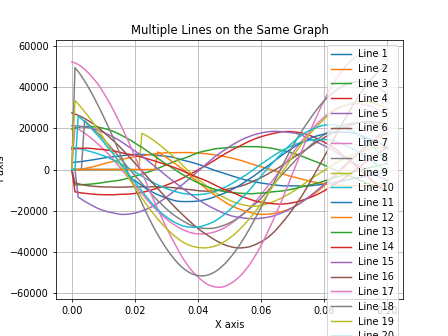 Multiple Lines on the Same Graph
60000
40000
20000
0
−20000
−40000
−60000
0.00
0.02
0.04
0.06
0.08
X axis
Line 1
Line 2
Line 3
Line 4
Line 5
Line 6
Line 7
Line 8
Line 9
Line 10
Line 11
Line 12
Line 13
Line 14
Line 15
Line 16
Line 17
Line 18
Line 19
Line 20